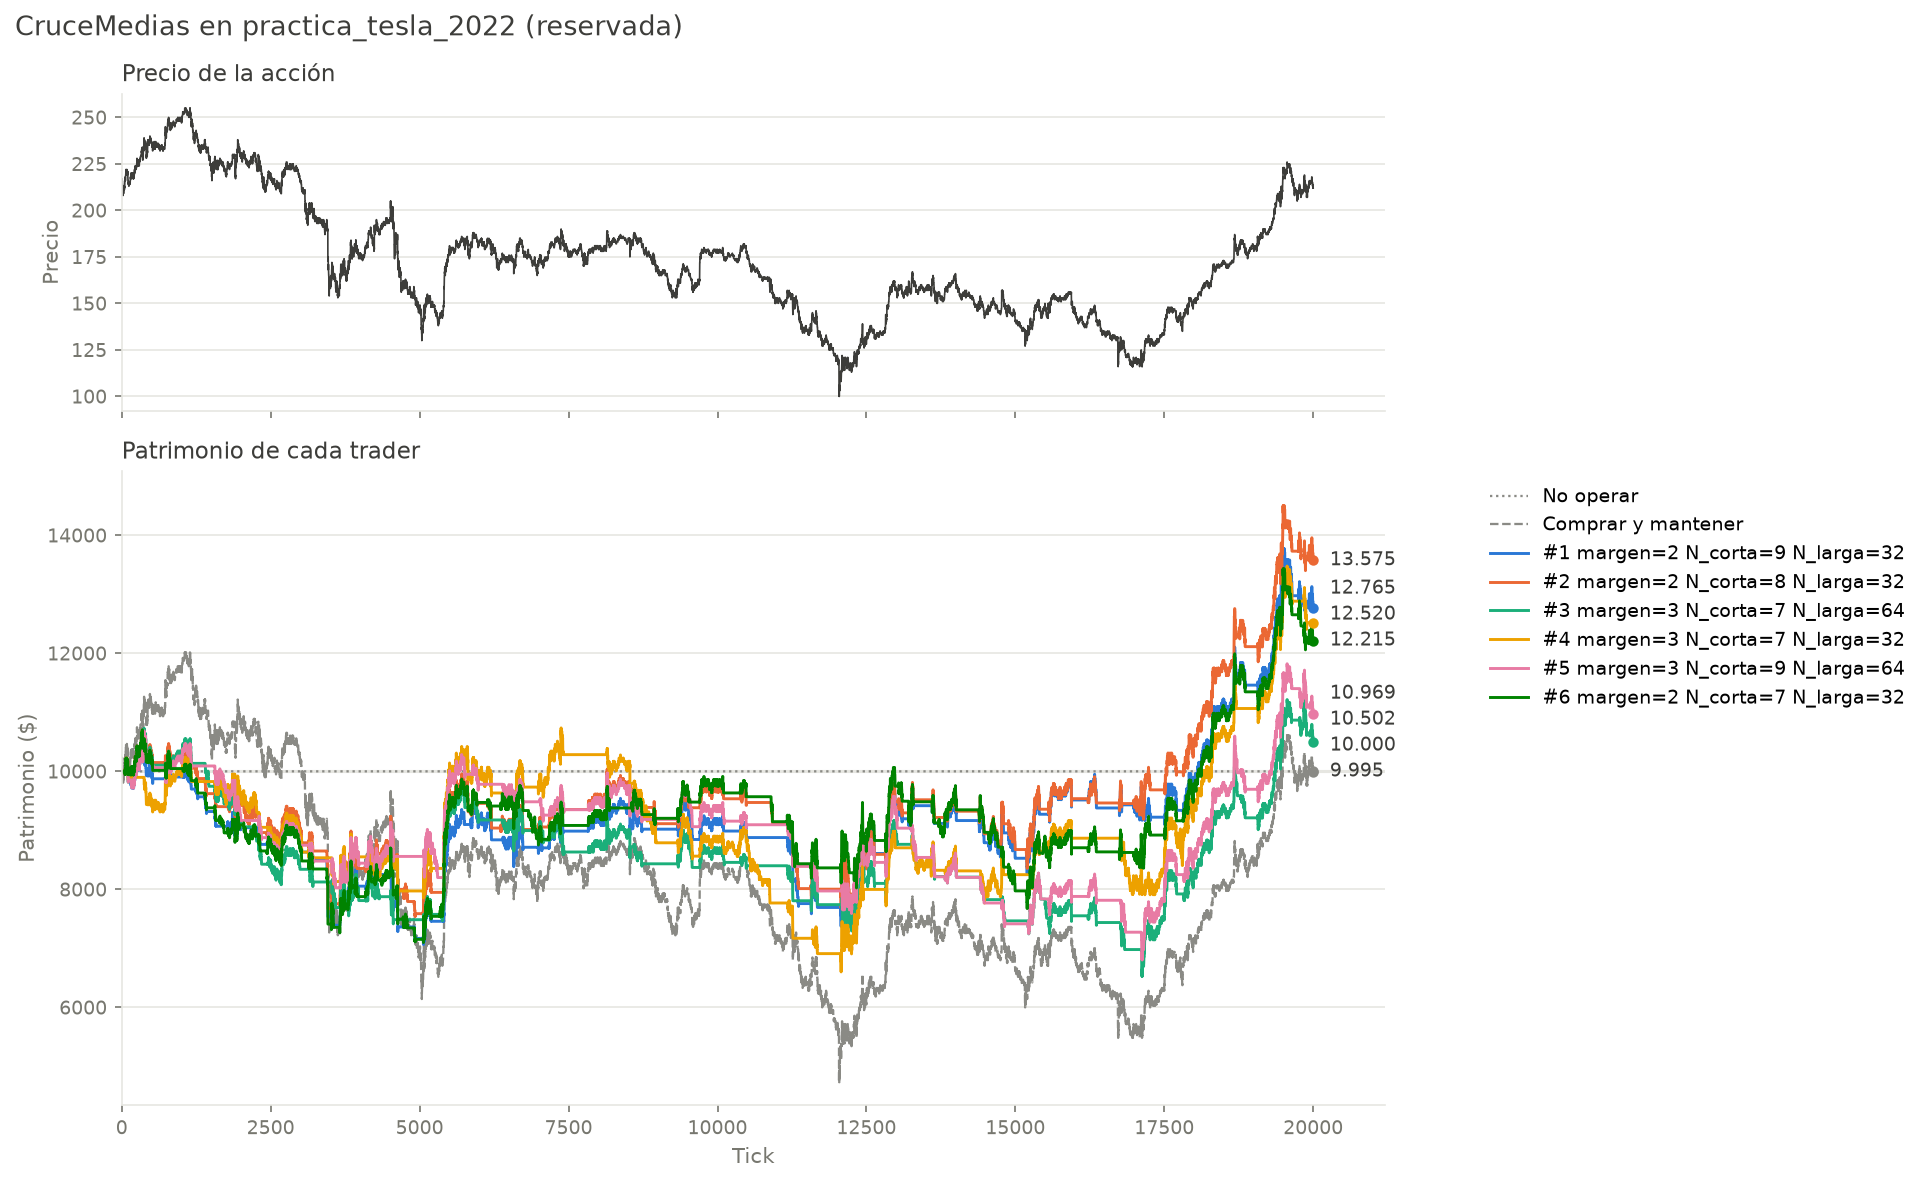 CruceMedias en practica_tesla_2022 (reservada)
Precio de la acción
250
225
200
175
150
125
100
Precio
Patrimonio de cada trader
14000
12000
10000
8000
6000
Patrimonio ($)
13.575
12.765
12.520
12.215
10.969
10.502
10.000
9.995
0
2500
5000
7500
10000
12500
15000
17500
20000
Tick
No operar
Comprar y mantener
#1 margen=2 N_corta=9 N_larga=32
#2 margen=2 N_corta=8 N_larga=32
#3 margen=3 N_corta=7 N_larga=64
#4 margen=3 N_corta=7 N_larga=32
#5 margen=3 N_corta=9 N_larga=64
#6 margen=2 N_corta=7 N_larga=32